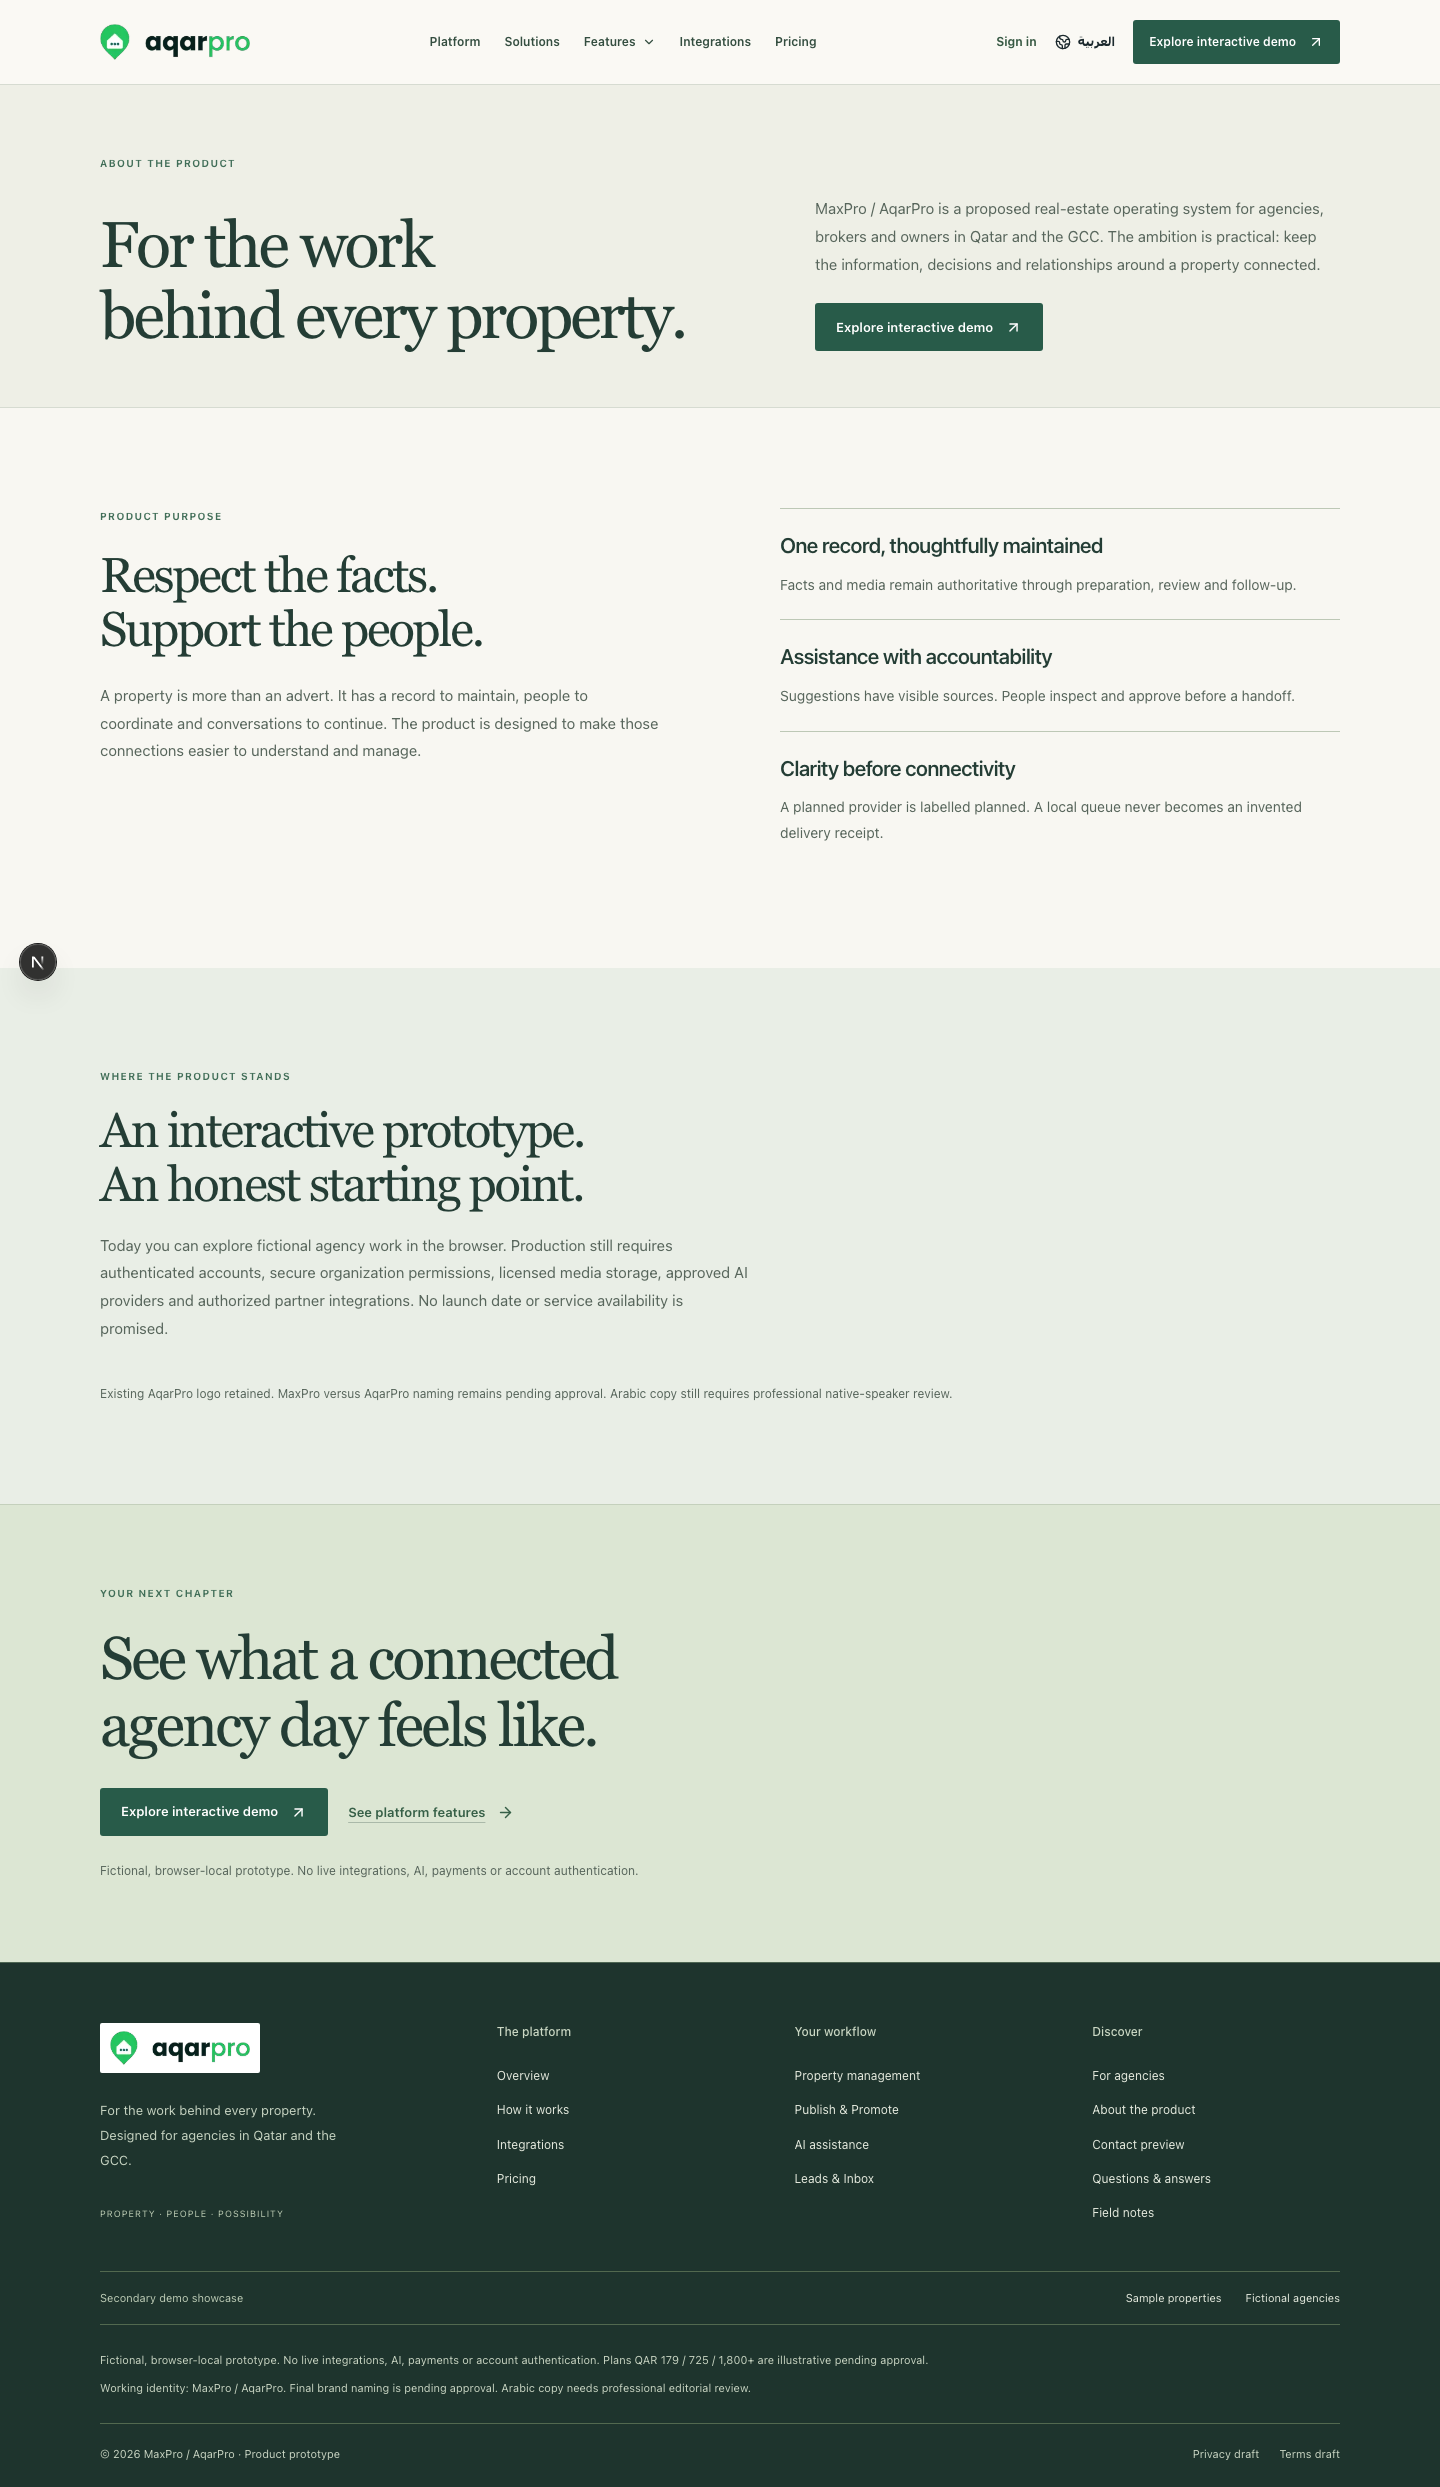 aqarpro
Platform Solutions Features Integrations Pricing
Sign in العربية Explore interactive demo
ABOUT THE PRODUCT
For the work
behind every property.
MaxPro / AqarPro is a proposed real-estate operating system for agencies,
brokers and owners in Qatar and the GCC. The ambition is practical: keep
the information, decisions and relationships around a property connected.
Explore interactive demo
PRODUCT PURPOSE
Respect the facts.
Support the people.
A property is more than an advert. It has a record to maintain, people to
coordinate and conversations to continue. The product is designed to make those
connections easier to understand and manage.
One record, thoughtfully maintained
Facts and media remain authoritative through preparation, review and follow-up.
Assistance with accountability
Suggestions have visible sources. People inspect and approve before a handoff.
Clarity before connectivity
A planned provider is labelled planned. A local queue never becomes an invented
delivery receipt.
N
WHERE THE PRODUCT STANDS
An interactive prototype.
An honest starting point.
Today you can explore fictional agency work in the browser. Production still requires
authenticated accounts, secure organization permissions, licensed media storage, approved AI
providers and authorized partner integrations. No launch date or service availability is
promised.
Existing AqarPro logo retained. MaxPro versus AqarPro naming remains pending approval. Arabic copy still requires professional native-speaker review.
YOUR NEXT CHAPTER
See what a connected
agency day feels like.
Explore interactive demo See platform features
Fictional, browser-local prototype. No live integrations, AI, payments or account authentication.
aqarpro
For the work behind every property.
Designed for agencies in Qatar and the
GCC.
PROPERTY · PEOPLE · POSSIBILITY
The platform
Overview
How it works
Integrations
Pricing
Your workflow
Property management
Publish & Promote
AI assistance
Leads & Inbox
Discover
For agencies
About the product
Contact preview
Questions & answers
Field notes
Secondary demo showcase Sample properties Fictional agencies
Fictional, browser-local prototype. No live integrations, AI, payments or account authentication. Plans QAR 179 / 725 / 1,800+ are illustrative pending approval.
Working identity: MaxPro / AqarPro. Final brand naming is pending approval. Arabic copy needs professional editorial review.
© 2026 MaxPro / AqarPro · Product prototype Privacy draft Terms draft